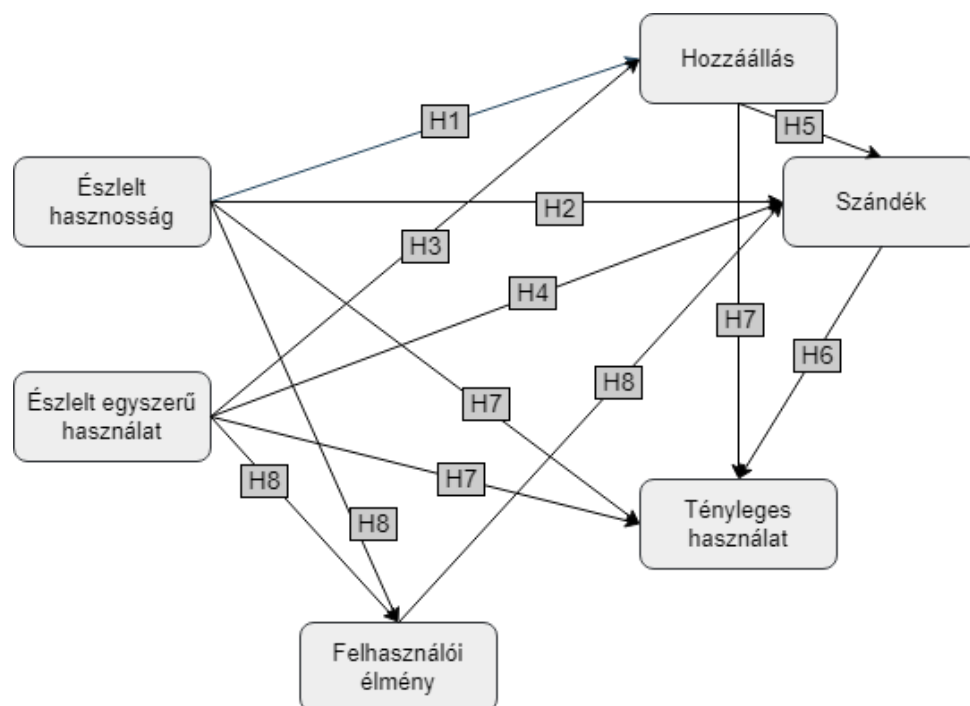 Hozzáállás
H1
H5
Észlelt
hasznosság
H2
Szándék
H3
H4
H7
H6
Észlelt egyszerű
használat
H8
H7
H8
H7
H8
Tényleges
használat
Felhasználói
élmény